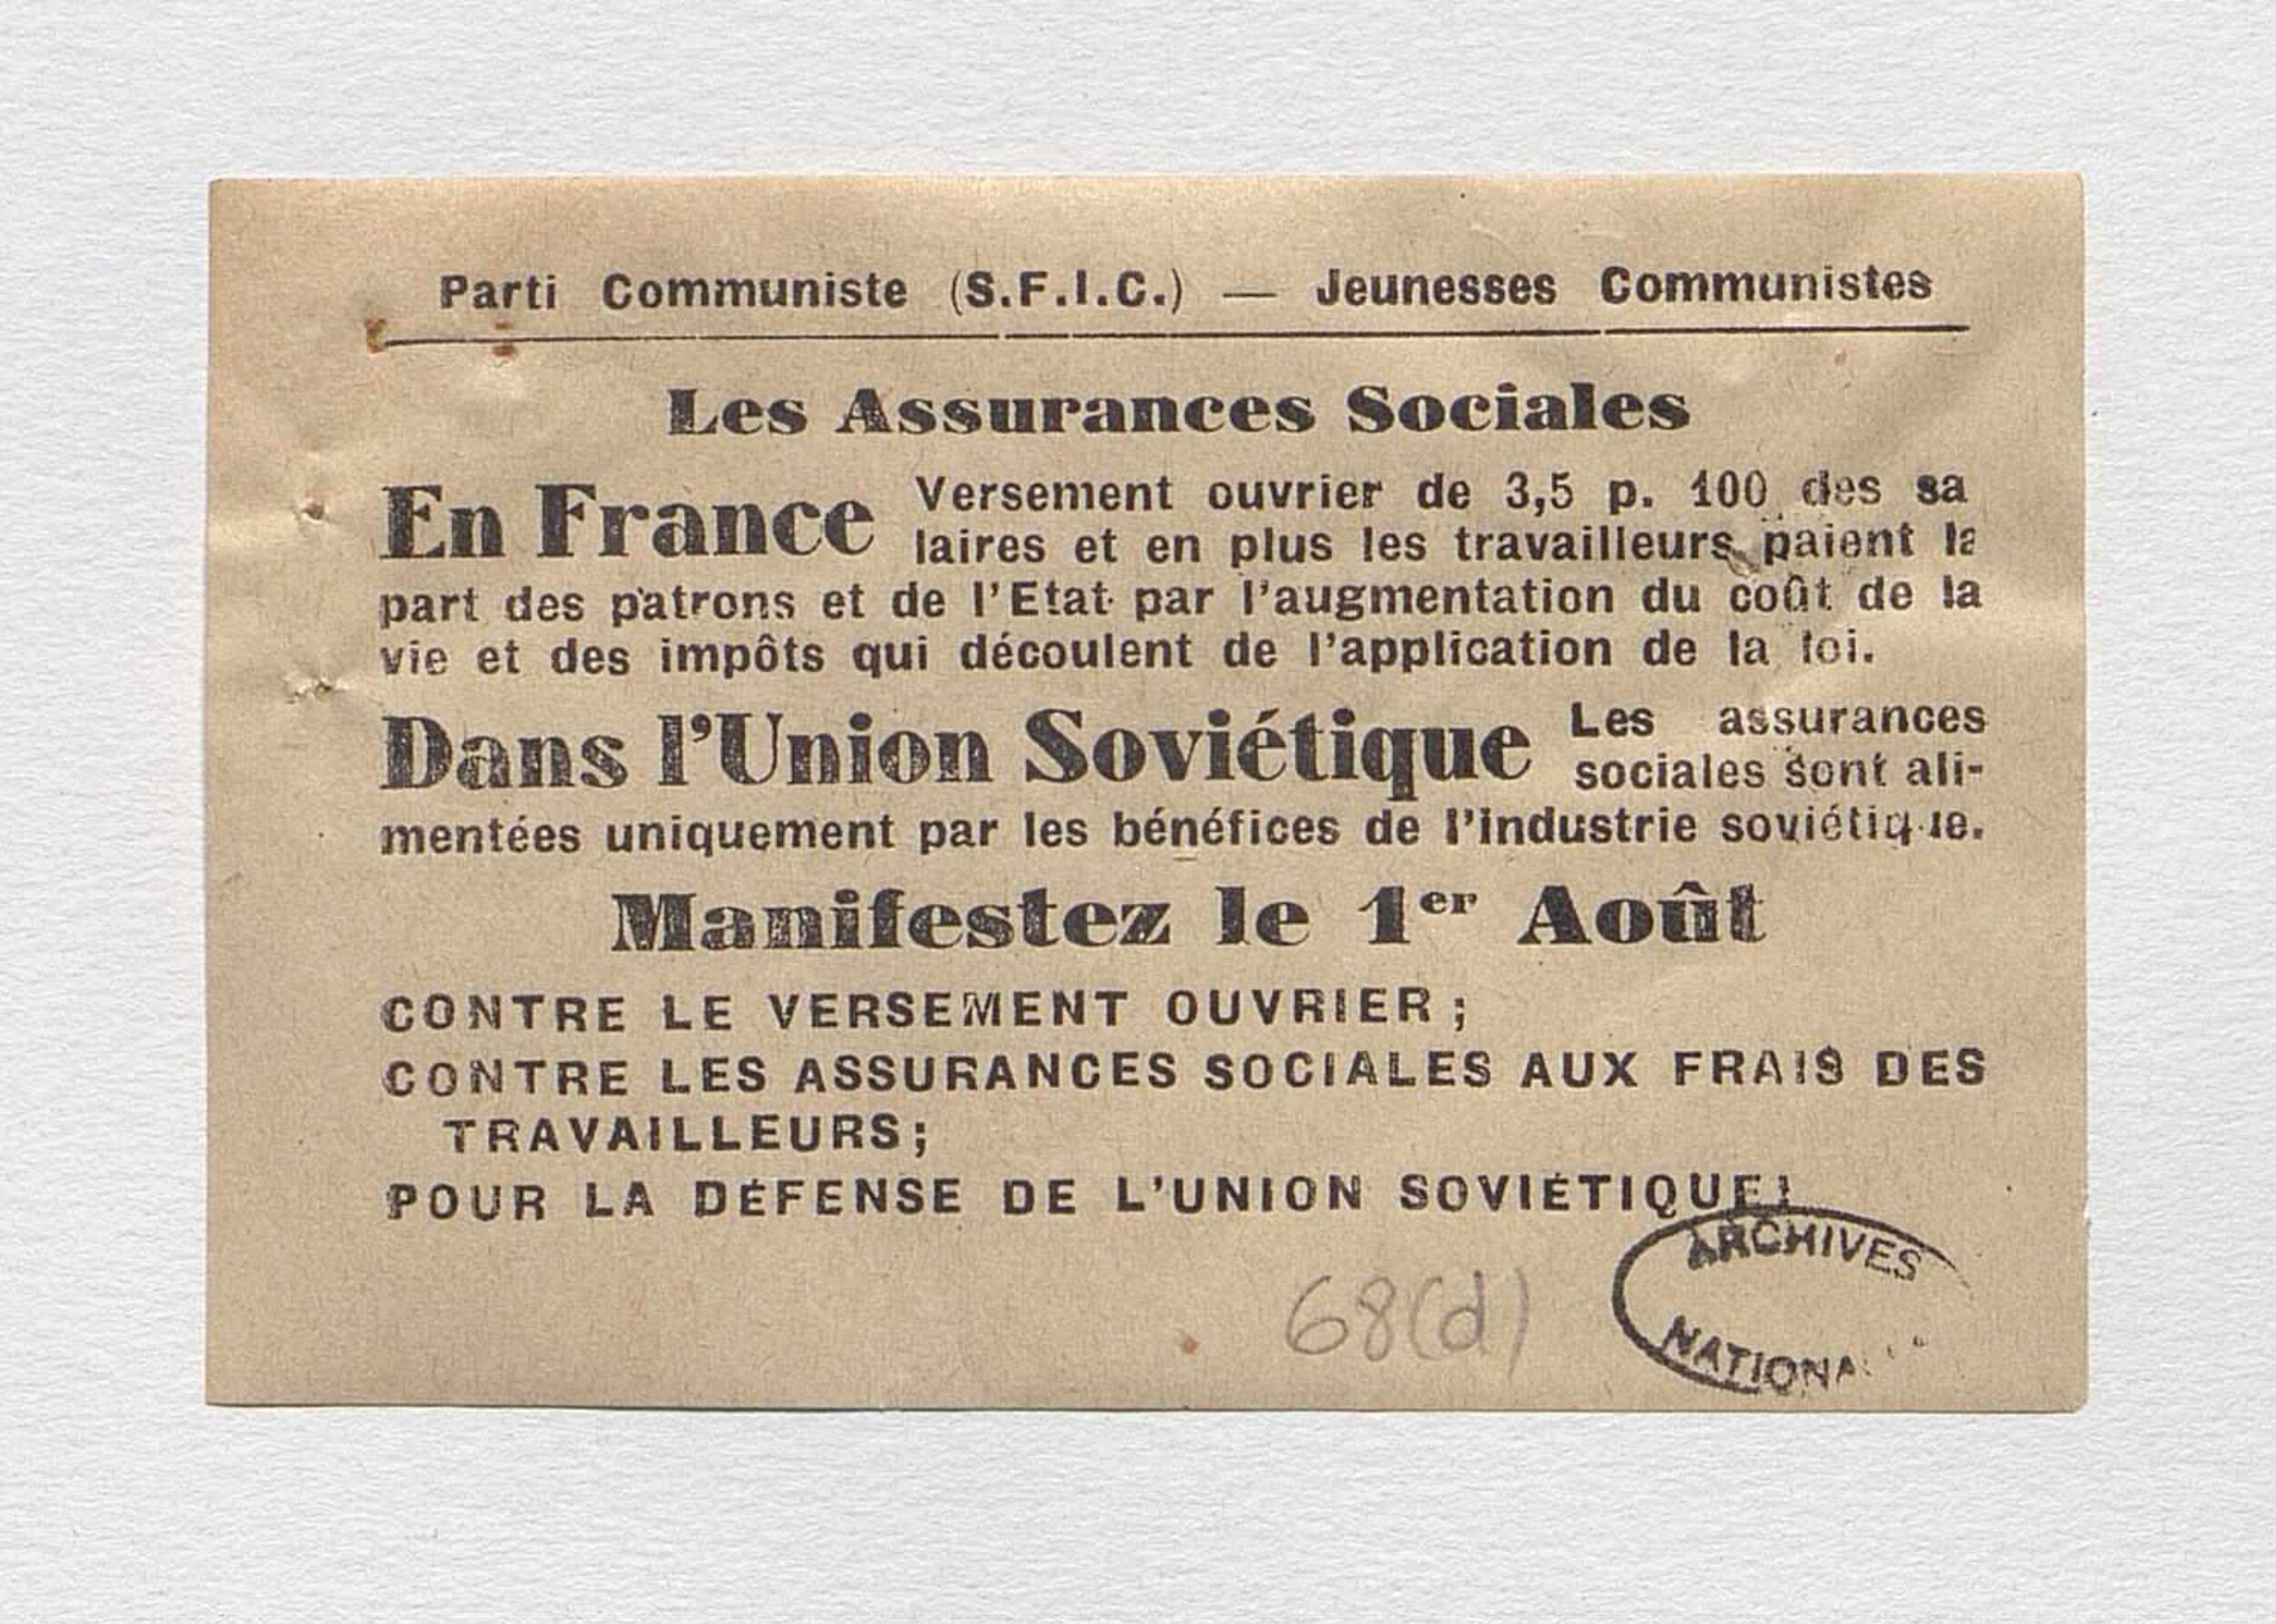 Parti Communiste (S.F.I.C.) — Jeunesses Communistes
Les Assurances Sociales
En France Versement ouvrier de 3,5 p. 100 des sa
laires et en plus les travailleurs paient la
part des patrons et de l'Etat par l'augmentation du coût de la
vie et des impôts qui découlent de l'application de la loi.
Dans l'Union Soviétique Les assurances
sociales sont ali-
mentées uniquement par les bénéfices de l'industrie soviétique.
Manifestez le 1er Août
CONTRE LE VERSEMENT OUVRIER ;
CONTRE LES ASSURANCES SOCIALES AUX FRAIS DES
TRAVAILLEURS ;
POUR LA DÉFENSE DE L'UNION SOVIÉTIQUE!
68(d)
ARCHIVES